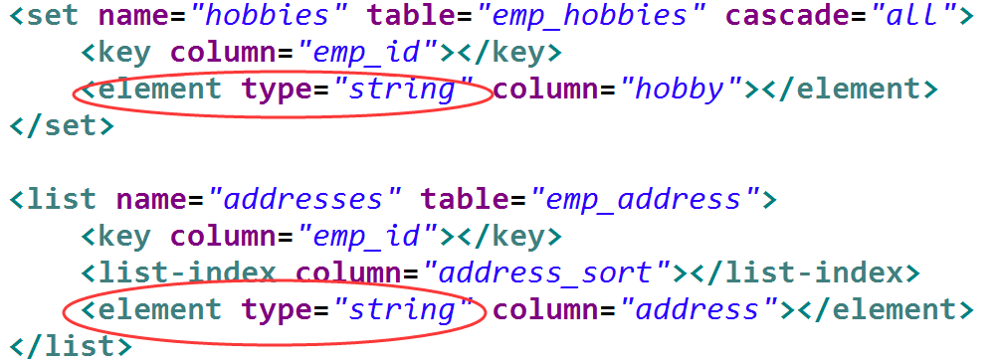 <set name="hobbies" table="emp_hobbies" cascade="all">
<key column="emp_id"></key>
<element type="string" column="hobby"></element>
</set>
<list name="addresses" table="emp_address">
<key column="emp_id"></key>
<list-index column="address_sort"></list-index>
<element type="string" column="address"></element>
</list>